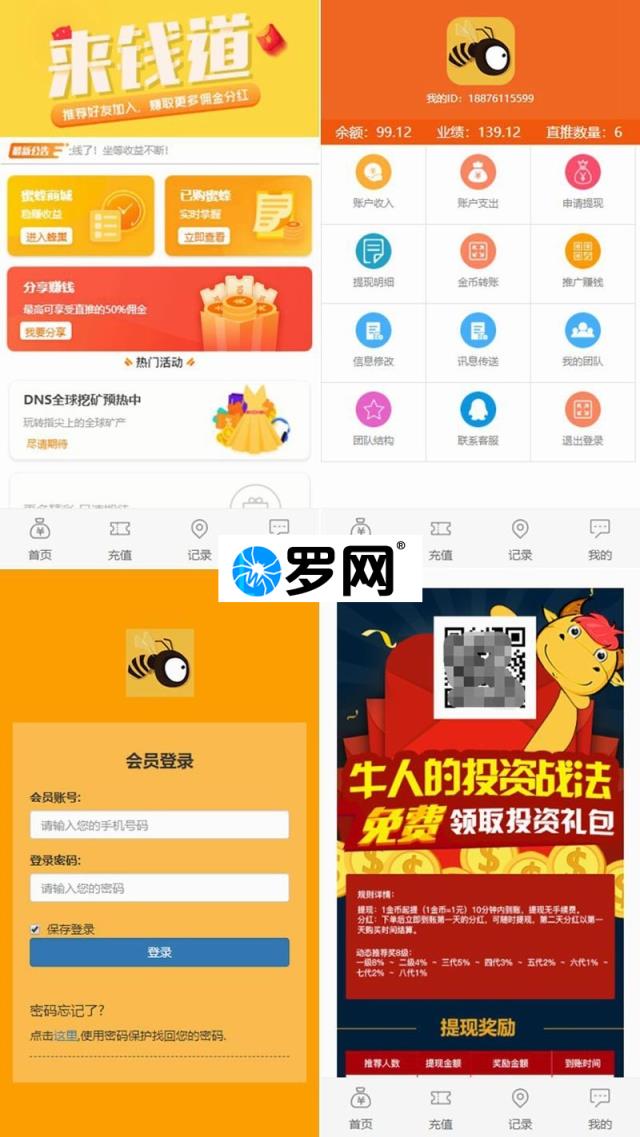 来钱道
推荐好友加入，赚取更多佣金分红
最新公告
线了！坐等收益不断！
蜜蜂商城
稳赚收益
进入蜂巢
已购蜜蜂
实时掌握
立即查看
分享赚钱
最高可享受直推的50%佣金
我要分享
热门活动
DNS全球挖矿预热中
玩转指尖上的全球矿产
尽请期待
首页 充值 记录
我的ID：18876115599
余额：99.12 业绩：139.12 直推数量：6
账户收入 账户支出 申请提现
提现明细 金币转账 推广赚钱
信息修改 讯息传送 我的团队
团队结构 联系客服 退出登录
充值 记录 我的
罗网®
会员登录
会员账号:
请输入您的手机号码
登录密码:
请输入您的密码
保存登录
登录
密码忘记了?
点击这里,使用密码保护找回您的密码.
牛人的投资战法
免费领取投资礼包
规则详情：
提现：1金币起提（1金币=1元）10分钟内到账，提现无手续费。
分红：下单后立即到账第一天的分红，可随时提现，第二天分红以第一
天购买时间结算。
动态推荐奖8级：
一级8% ~ 二级4% ~ 三代5% ~ 四代3% ~ 五代2% ~ 六代1% ~
七代2% ~ 八代1%
提现奖励
推荐人数 提现金额 奖励金额 到账时间
首页 充值 记录 我的